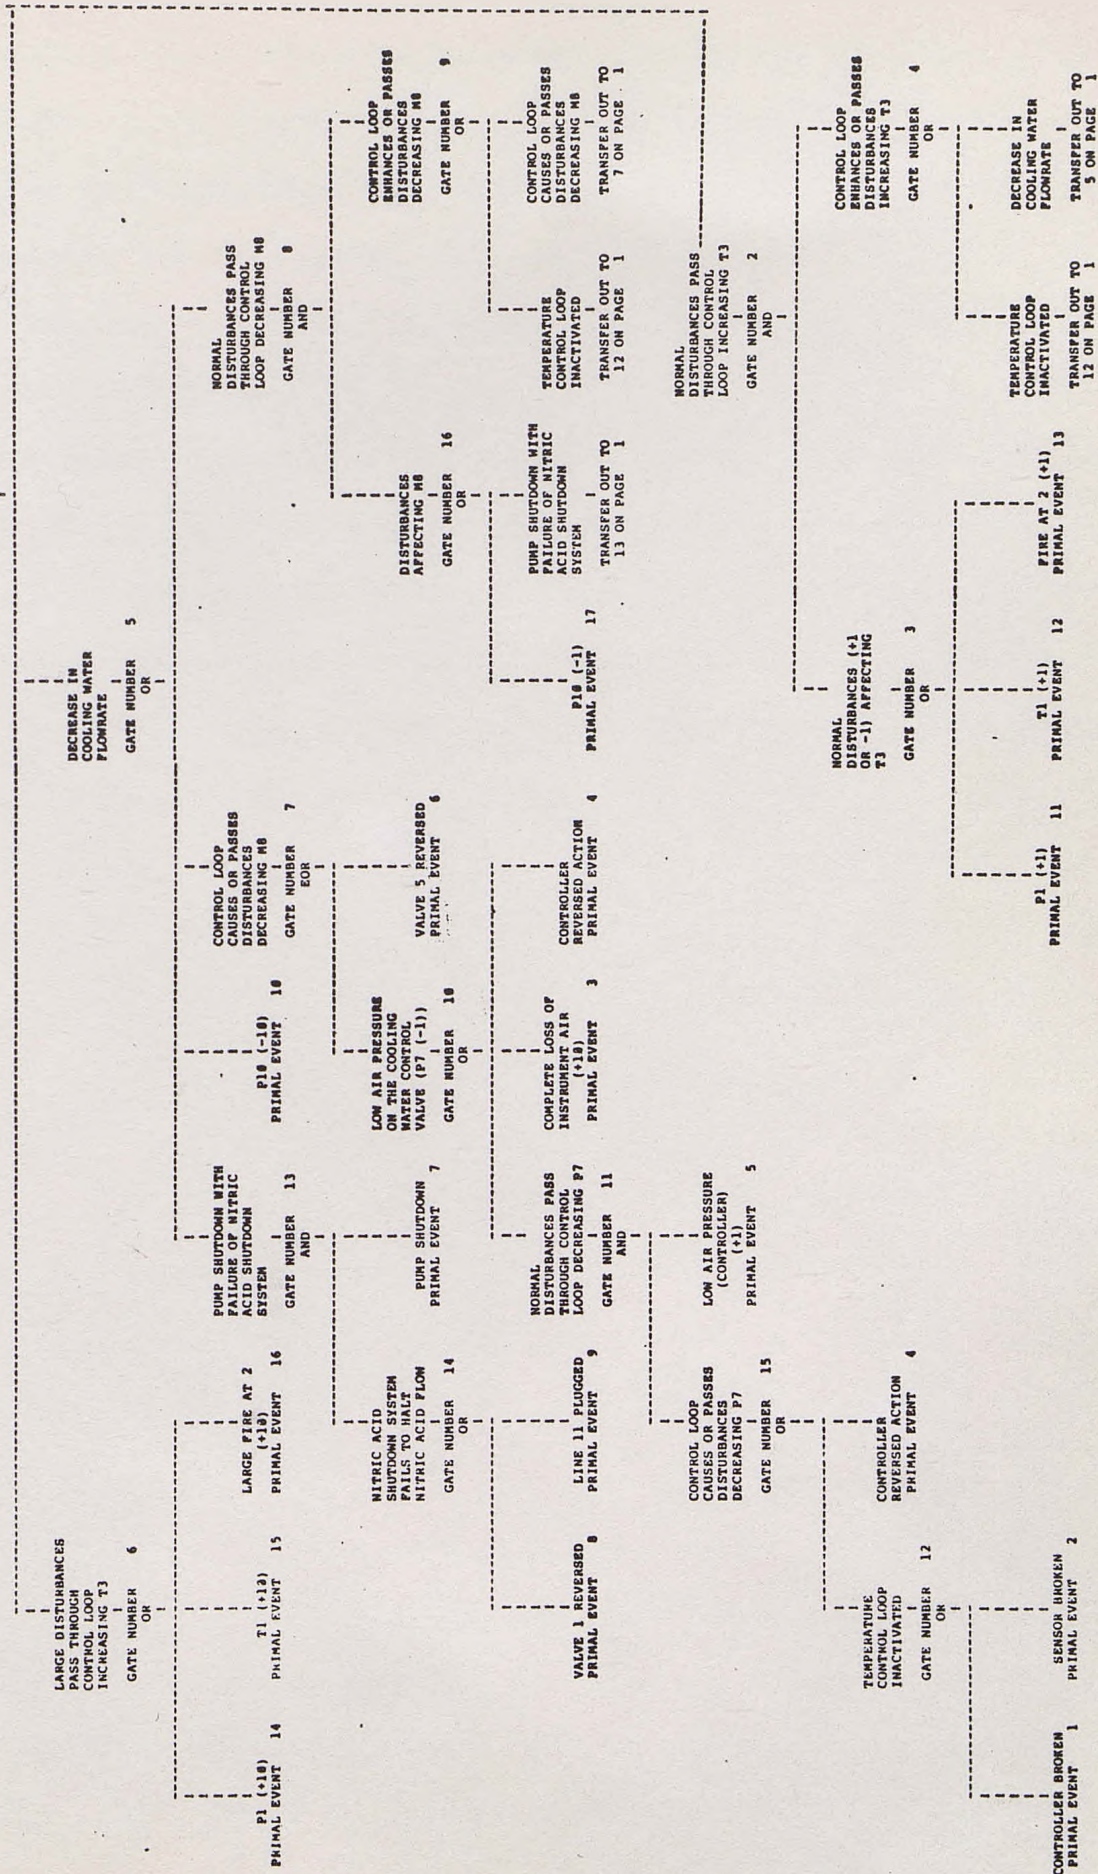 LARGE DISTURBANCES
PASS THROUGH
CONTROL LOOP
INCREASING T3
GATE NUMBER 6
OR
DECREASE IN
COOLING WATER
FLOWRATE
GATE NUMBER 5
OR
P1 (+10)
PRIMAL EVENT 14
T1 (+10)
PRIMAL EVENT 15
LARGE FIRE AT 2
(+10)
PRIMAL EVENT 16
PUMP SHUTDOWN WITH
FAILURE OF NITRIC
ACID SHUTDOWN
SYSTEM
GATE NUMBER 13
AND
P10 (-10)
PRIMAL EVENT 10
CONTROL LOOP
CAUSES OR PASSES
DISTURBANCES
DECREASING M8
GATE NUMBER 7
EOR
NORMAL
DISTURBANCES PASS
THROUGH CONTROL
LOOP DECREASING M8
GATE NUMBER 8
AND
NITRIC ACID
SHUTDOWN SYSTEM
FAILS TO HALT
NITRIC ACID FLOW
GATE NUMBER 14
OR
PUMP SHUTDOWN
PRIMAL EVENT 7
LOW AIR PRESSURE
ON THE COOLING
WATER CONTROL
VALVE (P7 (-1))
GATE NUMBER 10
OR
VALVE 5 REVERSED
PRIMAL EVENT 6
DISTURBANCES
AFFECTING M8
GATE NUMBER 16
OR
CONTROL LOOP
ENHANCES OR PASSES
DISTURBANCES
DECREASING M8
GATE NUMBER 9
OR
VALVE 1 REVERSED
PRIMAL EVENT 8
LINE 11 PLUGGED
PRIMAL EVENT 9
NORMAL
DISTURBANCES PASS
THROUGH CONTROL
LOOP DECREASING P7
GATE NUMBER 11
AND
COMPLETE LOSS OF
INSTRUMENT AIR
(+10)
PRIMAL EVENT 3
CONTROLLER
REVERSED ACTION
PRIMAL EVENT 4
P10 (-1)
PRIMAL EVENT 17
PUMP SHUTDOWN WITH
FAILURE OF NITRIC
ACID SHUTDOWN
SYSTEM
TRANSFER OUT TO
13 ON PAGE 1
TEMPERATURE
CONTROL LOOP
INACTIVATED
TRANSFER OUT TO
12 ON PAGE 1
CONTROL LOOP
CAUSES OR PASSES
DISTURBANCES
DECREASING M8
TRANSFER OUT TO
7 ON PAGE 1
CONTROL LOOP
CAUSES OR PASSES
DISTURBANCES
DECREASING P7
GATE NUMBER 15
OR
LOW AIR PRESSURE
(CONTROLLER)
(+1)
PRIMAL EVENT 5
NORMAL
DISTURBANCES PASS
THROUGH CONTROL
LOOP INCREASING T3
GATE NUMBER 2
AND
TEMPERATURE
CONTROL LOOP
INACTIVATED
GATE NUMBER 12
OR
CONTROLLER
REVERSED ACTION
PRIMAL EVENT 4
NORMAL
DISTURBANCES (+1
OR -1) AFFECTING
T3
GATE NUMBER 3
OR
CONTROL LOOP
ENHANCES OR PASSES
DISTURBANCES
INCREASING T3
GATE NUMBER 4
OR
CONTROLLER BROKEN
PRIMAL EVENT 1
SENSOR BROKEN
PRIMAL EVENT 2
P1 (+1)
PRIMAL EVENT 11
T1 (+1)
PRIMAL EVENT 12
FIRE AT 2 (+1)
PRIMAL EVENT 13
TEMPERATURE
CONTROL LOOP
INACTIVATED
TRANSFER OUT TO
12 ON PAGE 1
DECREASE IN
COOLING WATER
FLOWRATE
TRANSFER OUT TO
5 ON PAGE 1